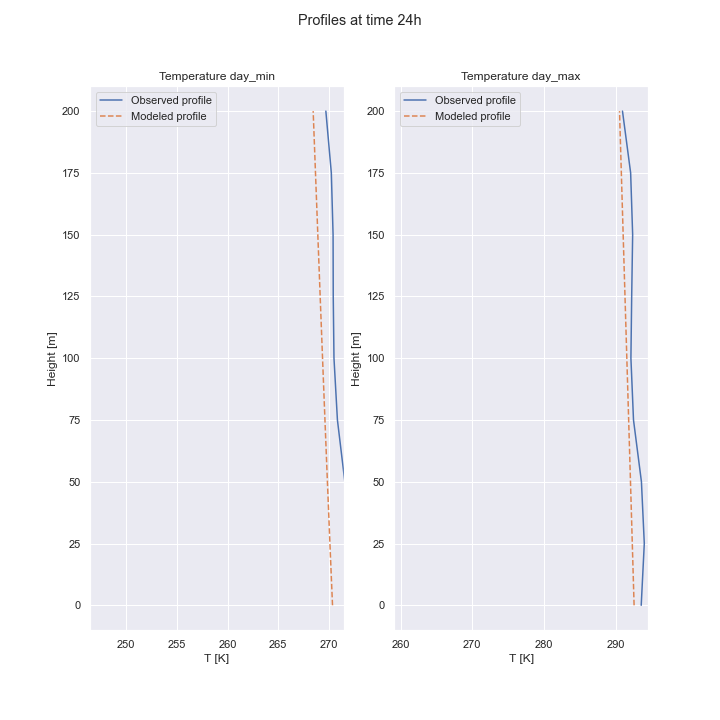 Profiles at time 24h
Temperature day_min
Observed profile
Modeled profile
200
175
150
125
100
75
50
25
0
Height [m]
250 255 260 265 270
T [K]
Temperature day_max
Observed profile
Modeled profile
200
175
150
125
100
75
50
25
0
Height [m]
260 270 280 290
T [K]